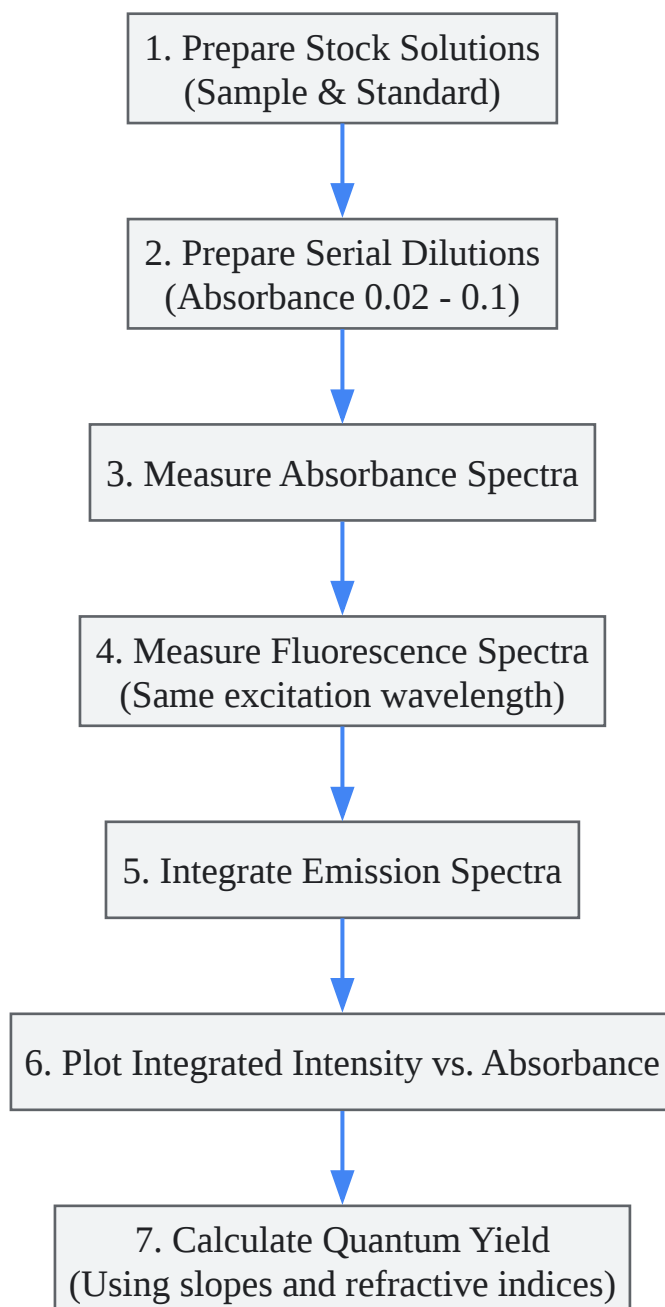 1. Prepare Stock Solutions
(Sample & Standard)
2. Prepare Serial Dilutions
(Absorbance 0.02 - 0.1)
3. Measure Absorbance Spectra
4. Measure Fluorescence Spectra
(Same excitation wavelength)
5. Integrate Emission Spectra
6. Plot Integrated Intensity vs. Absorbance
7. Calculate Quantum Yield
(Using slopes and refractive indices)